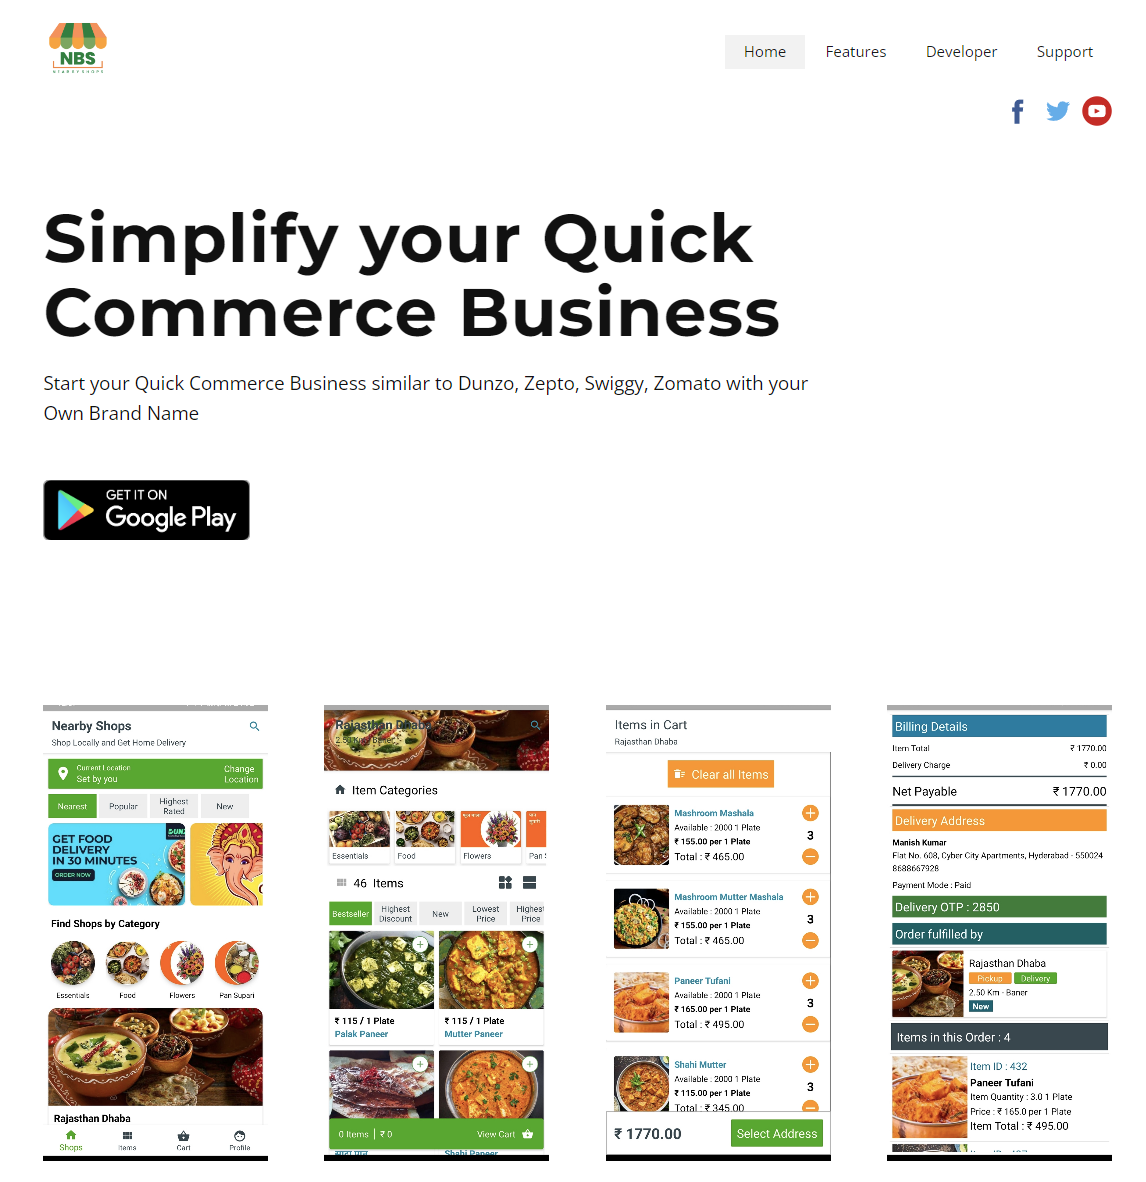 NBS
NEARBYSHOPS
Home
Features
Developer
Support
Simplify your Quick
Commerce Business
Start your Quick Commerce Business similar to Dunzo, Zepto, Swiggy, Zomato with your
Own Brand Name
GET IT ON
Google Play
Nearby Shops
Shop Locally and Get Home Delivery
Current Location
Set by you
Change
Location
Nearest
Popular
Highest
Rated
New
GET FOOD
DELIVERY
IN 30 MINUTES
ORDER NOW
Find Shops by Category
Essentials
Food
Flowers
Pan Supari
Rajasthan Dhaba
Shops
Items
Cart
Profile
Rajasthan Dhaba
Item Categories
Essentials
Food
Flowers
Pan S
46 Items
Bestseller
Highest
Discount
New
Lowest
Price
Highest
Price
₹ 115 / 1 Plate
Palak Paneer
₹ 115 / 1 Plate
Mutter Paneer
0 Items | ₹ 0
View Cart
Shahi Paneer
Items in Cart
Rajasthan Dhaba
Clear all Items
Mashroom Mashala
Available : 2000 1 Plate
₹ 155.00 per 1 Plate
Total : ₹ 465.00
3
Mashroom Mutter Mashala
Available : 2000 1 Plate
₹ 155.00 per 1 Plate
Total : ₹ 465.00
3
Paneer Tufani
Available : 2000 1 Plate
₹ 165.00 per 1 Plate
Total : ₹ 495.00
3
Shahi Mutter
Available : 2000 1 Plate
₹ 115.00 per 1 Plate
Total : ₹ 345.00
3
₹ 1770.00
Select Address
Billing Details
Item Total ₹ 1770.00
Delivery Charge ₹ 0.00
Net Payable ₹ 1770.00
Delivery Address
Manish Kumar
Flat No. 608, Cyber City Apartments, Hyderabad - 550024
8688667928
Payment Mode : Paid
Delivery OTP : 2850
Order fulfilled by
Rajasthan Dhaba
Pickup
Delivery
2.50 Km - Baner
New
Items in this Order : 4
Item ID : 432
Paneer Tufani
Item Quantity : 3.0 1 Plate
Price : ₹ 165.0 per 1 Plate
Item Total : ₹ 495.00